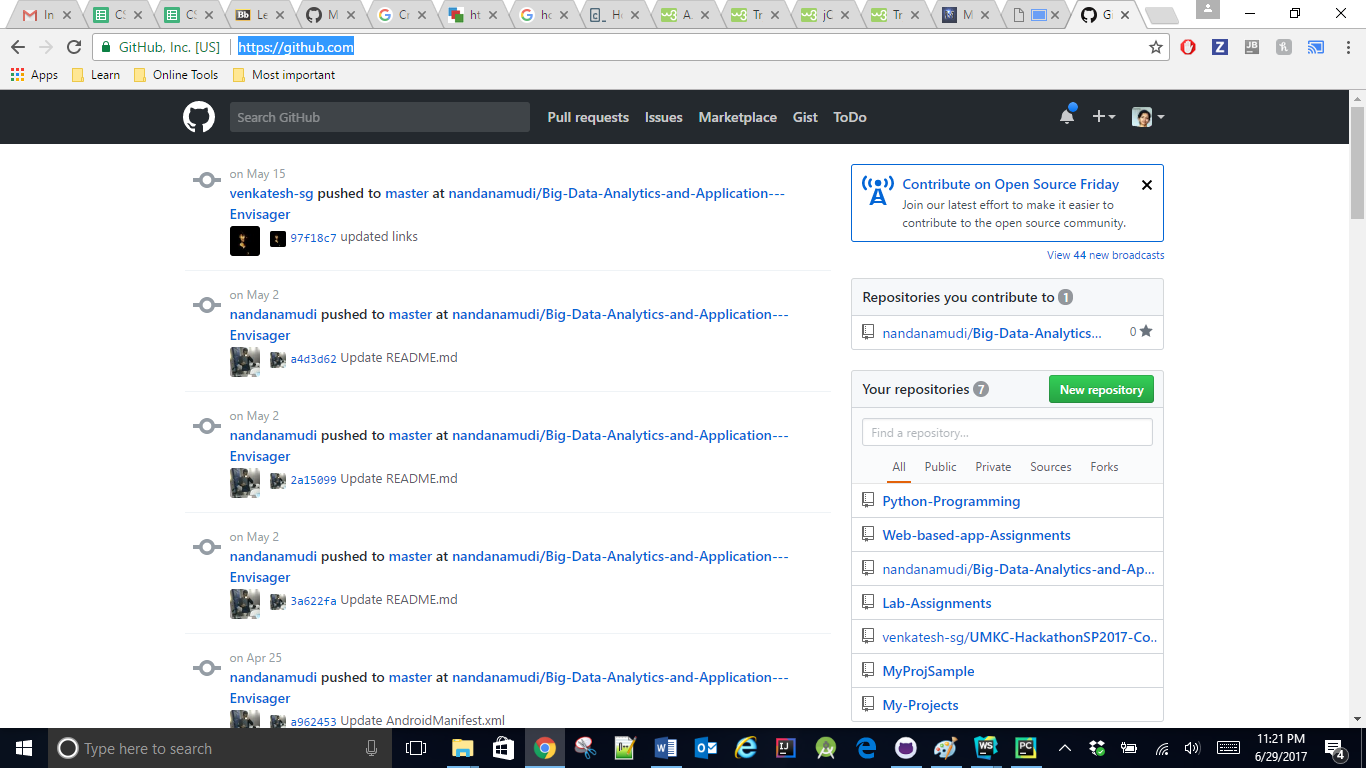 In
CS
CS
Le
M
Cr
ht
ho
Ho
A
Tr
jC
Tr
M
G
GitHub, Inc. [US] https://github.com
Apps Learn Online Tools Most important
Search GitHub Pull requests Issues Marketplace Gist ToDo
on May 15
venkatesh-sg pushed to master at nandanamudi/Big-Data-Analytics-and-Application---
Envisager
97f18c7 updated links
on May 2
nandanamudi pushed to master at nandanamudi/Big-Data-Analytics-and-Application---
Envisager
a4d3d62 Update README.md
on May 2
nandanamudi pushed to master at nandanamudi/Big-Data-Analytics-and-Application---
Envisager
2a15099 Update README.md
on May 2
nandanamudi pushed to master at nandanamudi/Big-Data-Analytics-and-Application---
Envisager
3a622fa Update README.md
on Apr 25
nandanamudi pushed to master at nandanamudi/Big-Data-Analytics-and-Application---
Envisager
a962453 Update AndroidManifest.xml
Contribute on Open Source Friday
Join our latest effort to make it easier to
contribute to the open source community.
View 44 new broadcasts
Repositories you contribute to 1
nandanamudi/Big-Data-Analytics... 0
Your repositories 7 New repository
Find a repository...
All Public Private Sources Forks
Python-Programming
Web-based-app-Assignments
nandanamudi/Big-Data-Analytics-and-Ap...
Lab-Assignments
venkatesh-sg/UMKC-HackathonSP2017-Co..
MyProjSample
My-Projects
Type here to search
11:21 PM
6/29/2017
4